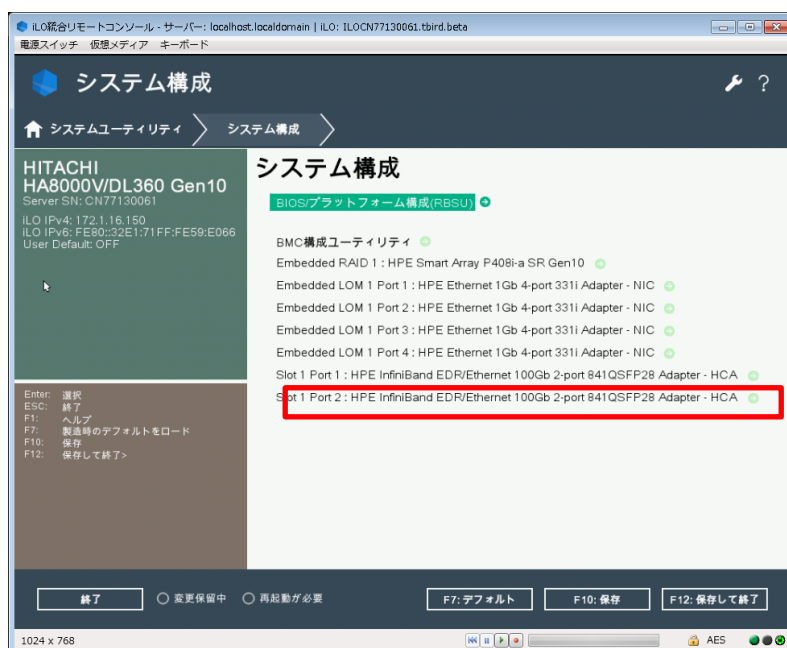 iLO統合リモートコンソール - サーバー: localhost.localdomain | iLO: ILOCN77130061.tbird.beta
電源スイッチ 仮想メディア キーボード
システム構成
?
システムユーティリティ
システム構成
HITACHI
HA8000V/DL360 Gen10
Server SN: CN77130061
iLO IPv4: 172.1.16.150
iLO IPv6: FE80::32E1:71FF:FE59:E066
User Default: OFF
Enter: 選択
ESC: 終了
F1: ヘルプ
F7: 製造時のデフォルトをロード
F10: 保存
F12: 保存して終了>
システム構成
BIOS/プラットフォーム構成(RBSU)
BMC構成ユーティリティ
Embedded RAID 1 : HPE Smart Array P408i-a SR Gen10
Embedded LOM 1 Port 1 : HPE Ethernet 1Gb 4-port 331i Adapter - NIC
Embedded LOM 1 Port 2 : HPE Ethernet 1Gb 4-port 331i Adapter - NIC
Embedded LOM 1 Port 3 : HPE Ethernet 1Gb 4-port 331i Adapter - NIC
Embedded LOM 1 Port 4 : HPE Ethernet 1Gb 4-port 331i Adapter - NIC
Slot 1 Port 1 : HPE InfiniBand EDR/Ethernet 100Gb 2-port 841QSFP28 Adapter - HCA
Slot 1 Port 2 : HPE InfiniBand EDR/Ethernet 100Gb 2-port 841QSFP28 Adapter - HCA
終了
変更保留中
再起動が必要
F7: デフォルト
F10: 保存
F12: 保存して終了
1024 x 768
AES